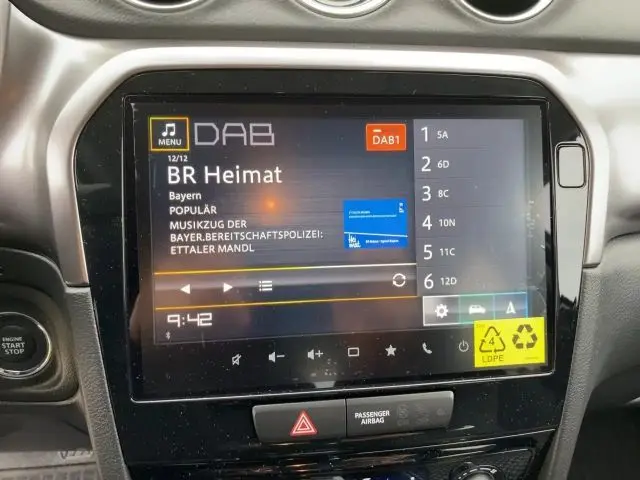 MENU
DAB
DAB1
12/12
BR Heimat
Bayern
POPULÄR
MUSIKZUG DER
BAYER.BEREITSCHAFTSPOLIZEI:
ETTALER MANDL
1 5A
2 6D
3 8C
4 10N
5 11C
6 12D
9:42
4
LDPE
ENGINE
START
STOP
PASSENGER
AIRBAG